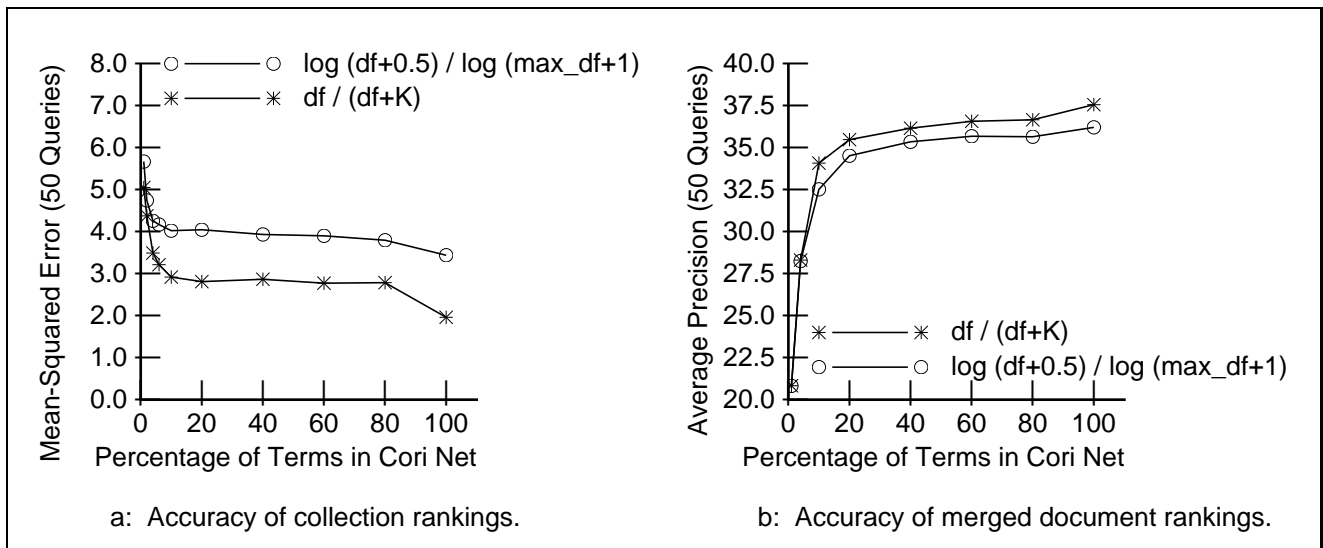 Mean-Squared Error (50 Queries)
8.0
7.0
6.0
5.0
4.0
3.0
2.0
1.0
0.0
log (df+0.5) / log (max_df+1)
df / (df+K)
0 20 40 60 80 100
Percentage of Terms in Cori Net
a: Accuracy of collection rankings.
Average Precision (50 Queries)
40.0
37.5
35.0
32.5
30.0
27.5
25.0
22.5
20.0
df / (df+K)
log (df+0.5) / log (max_df+1)
0 20 40 60 80 100
Percentage of Terms in Cori Net
b: Accuracy of merged document rankings.